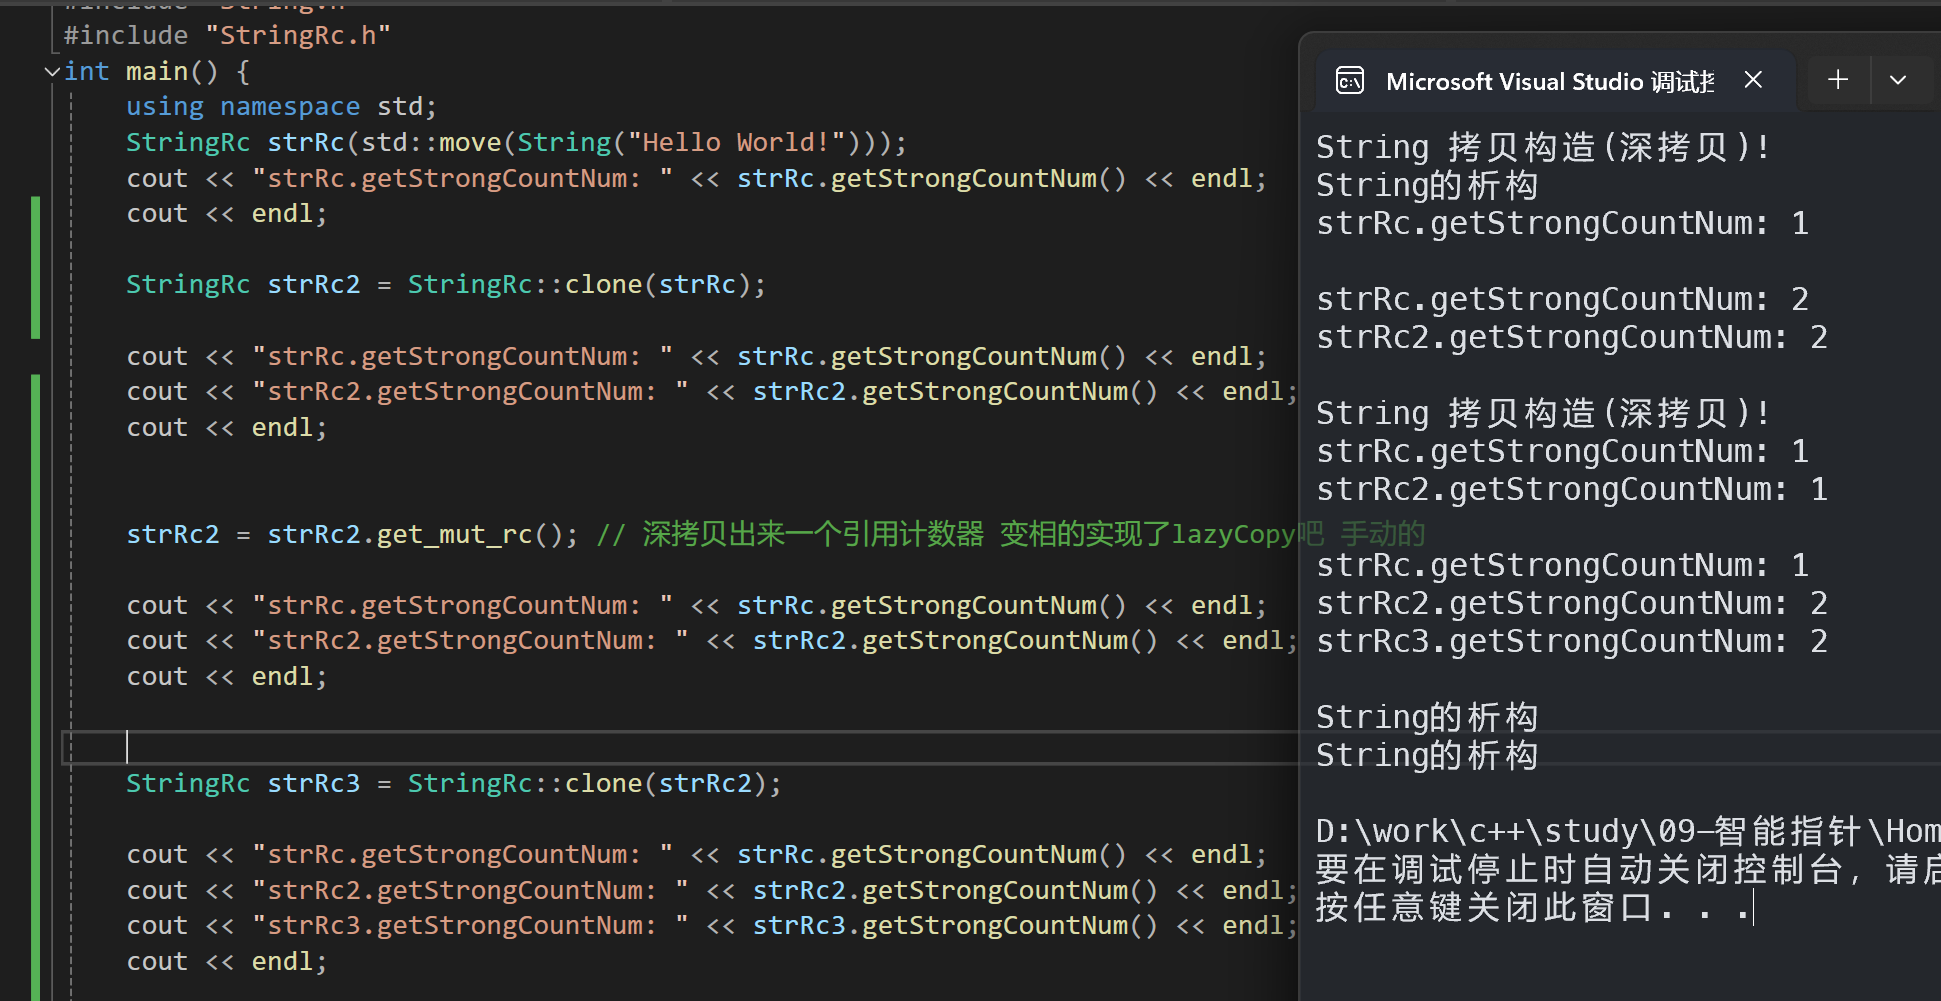 #include "String.h"
#include "StringRc.h"
int main() {
using namespace std;
StringRc strRc(std::move(String("Hello World!")));
cout << "strRc.getStrongCountNum: " << strRc.getStrongCountNum() << endl;
cout << endl;
StringRc strRc2 = StringRc::clone(strRc);
cout << "strRc.getStrongCountNum: " << strRc.getStrongCountNum() << endl;
cout << "strRc2.getStrongCountNum: " << strRc2.getStrongCountNum() << endl;
cout << endl;
strRc2 = strRc2.get_mut_rc(); // 深拷贝出来一个引用计数器 变相的实现了lazyCopy吧 手动的
cout << "strRc.getStrongCountNum: " << strRc.getStrongCountNum() << endl;
cout << "strRc2.getStrongCountNum: " << strRc2.getStrongCountNum() << endl;
cout << endl;
StringRc strRc3 = StringRc::clone(strRc2);
cout << "strRc.getStrongCountNum: " << strRc.getStrongCountNum() << endl;
cout << "strRc2.getStrongCountNum: " << strRc2.getStrongCountNum() << endl;
cout << "strRc3.getStrongCountNum: " << strRc3.getStrongCountNum() << endl;
cout << endl;
Microsoft Visual Studio 调试控
String 拷贝构造(深拷贝)!
String的析构
strRc.getStrongCountNum: 1
strRc.getStrongCountNum: 2
strRc2.getStrongCountNum: 2
String 拷贝构造(深拷贝)!
strRc.getStrongCountNum: 1
strRc2.getStrongCountNum: 1
strRc.getStrongCountNum: 1
strRc2.getStrongCountNum: 2
strRc3.getStrongCountNum: 2
String的析构
String的析构
D:\work\c++\study\09-智能指针\Hom
要在调试停止时自动关闭控制台，请启
按任意键关闭此窗口. . .